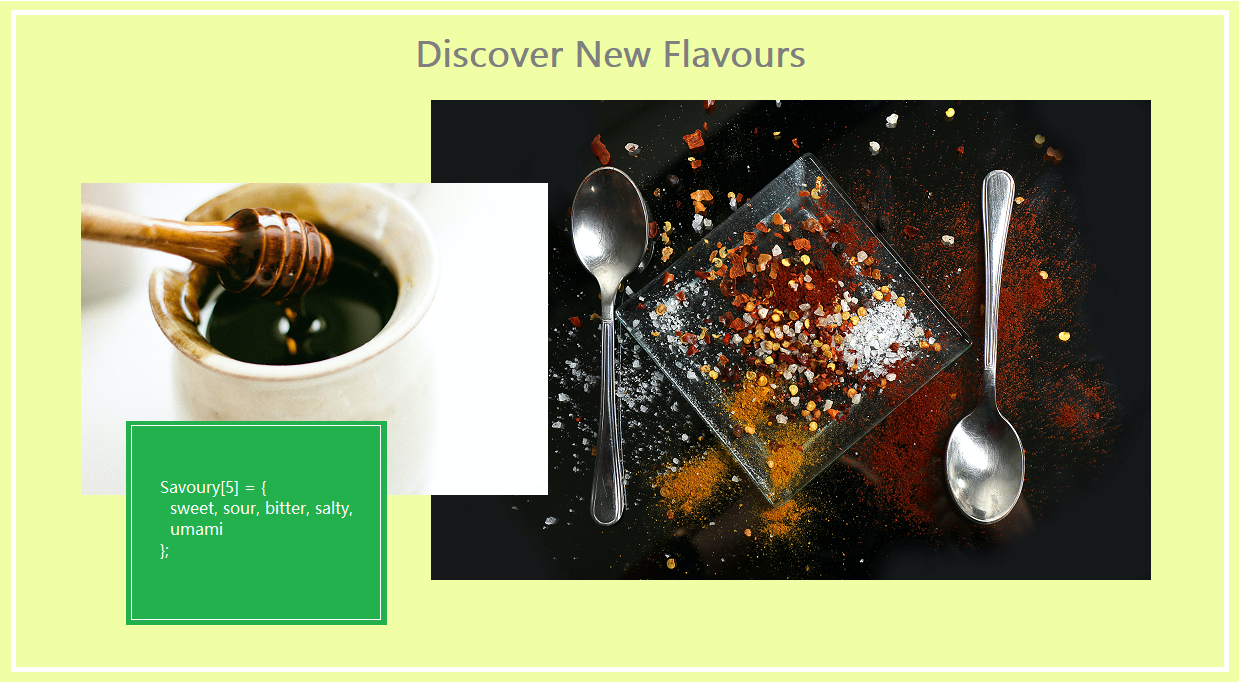 Discover New Flavours
Savoury[5] = {
sweet, sour, bitter, salty,
umami
};